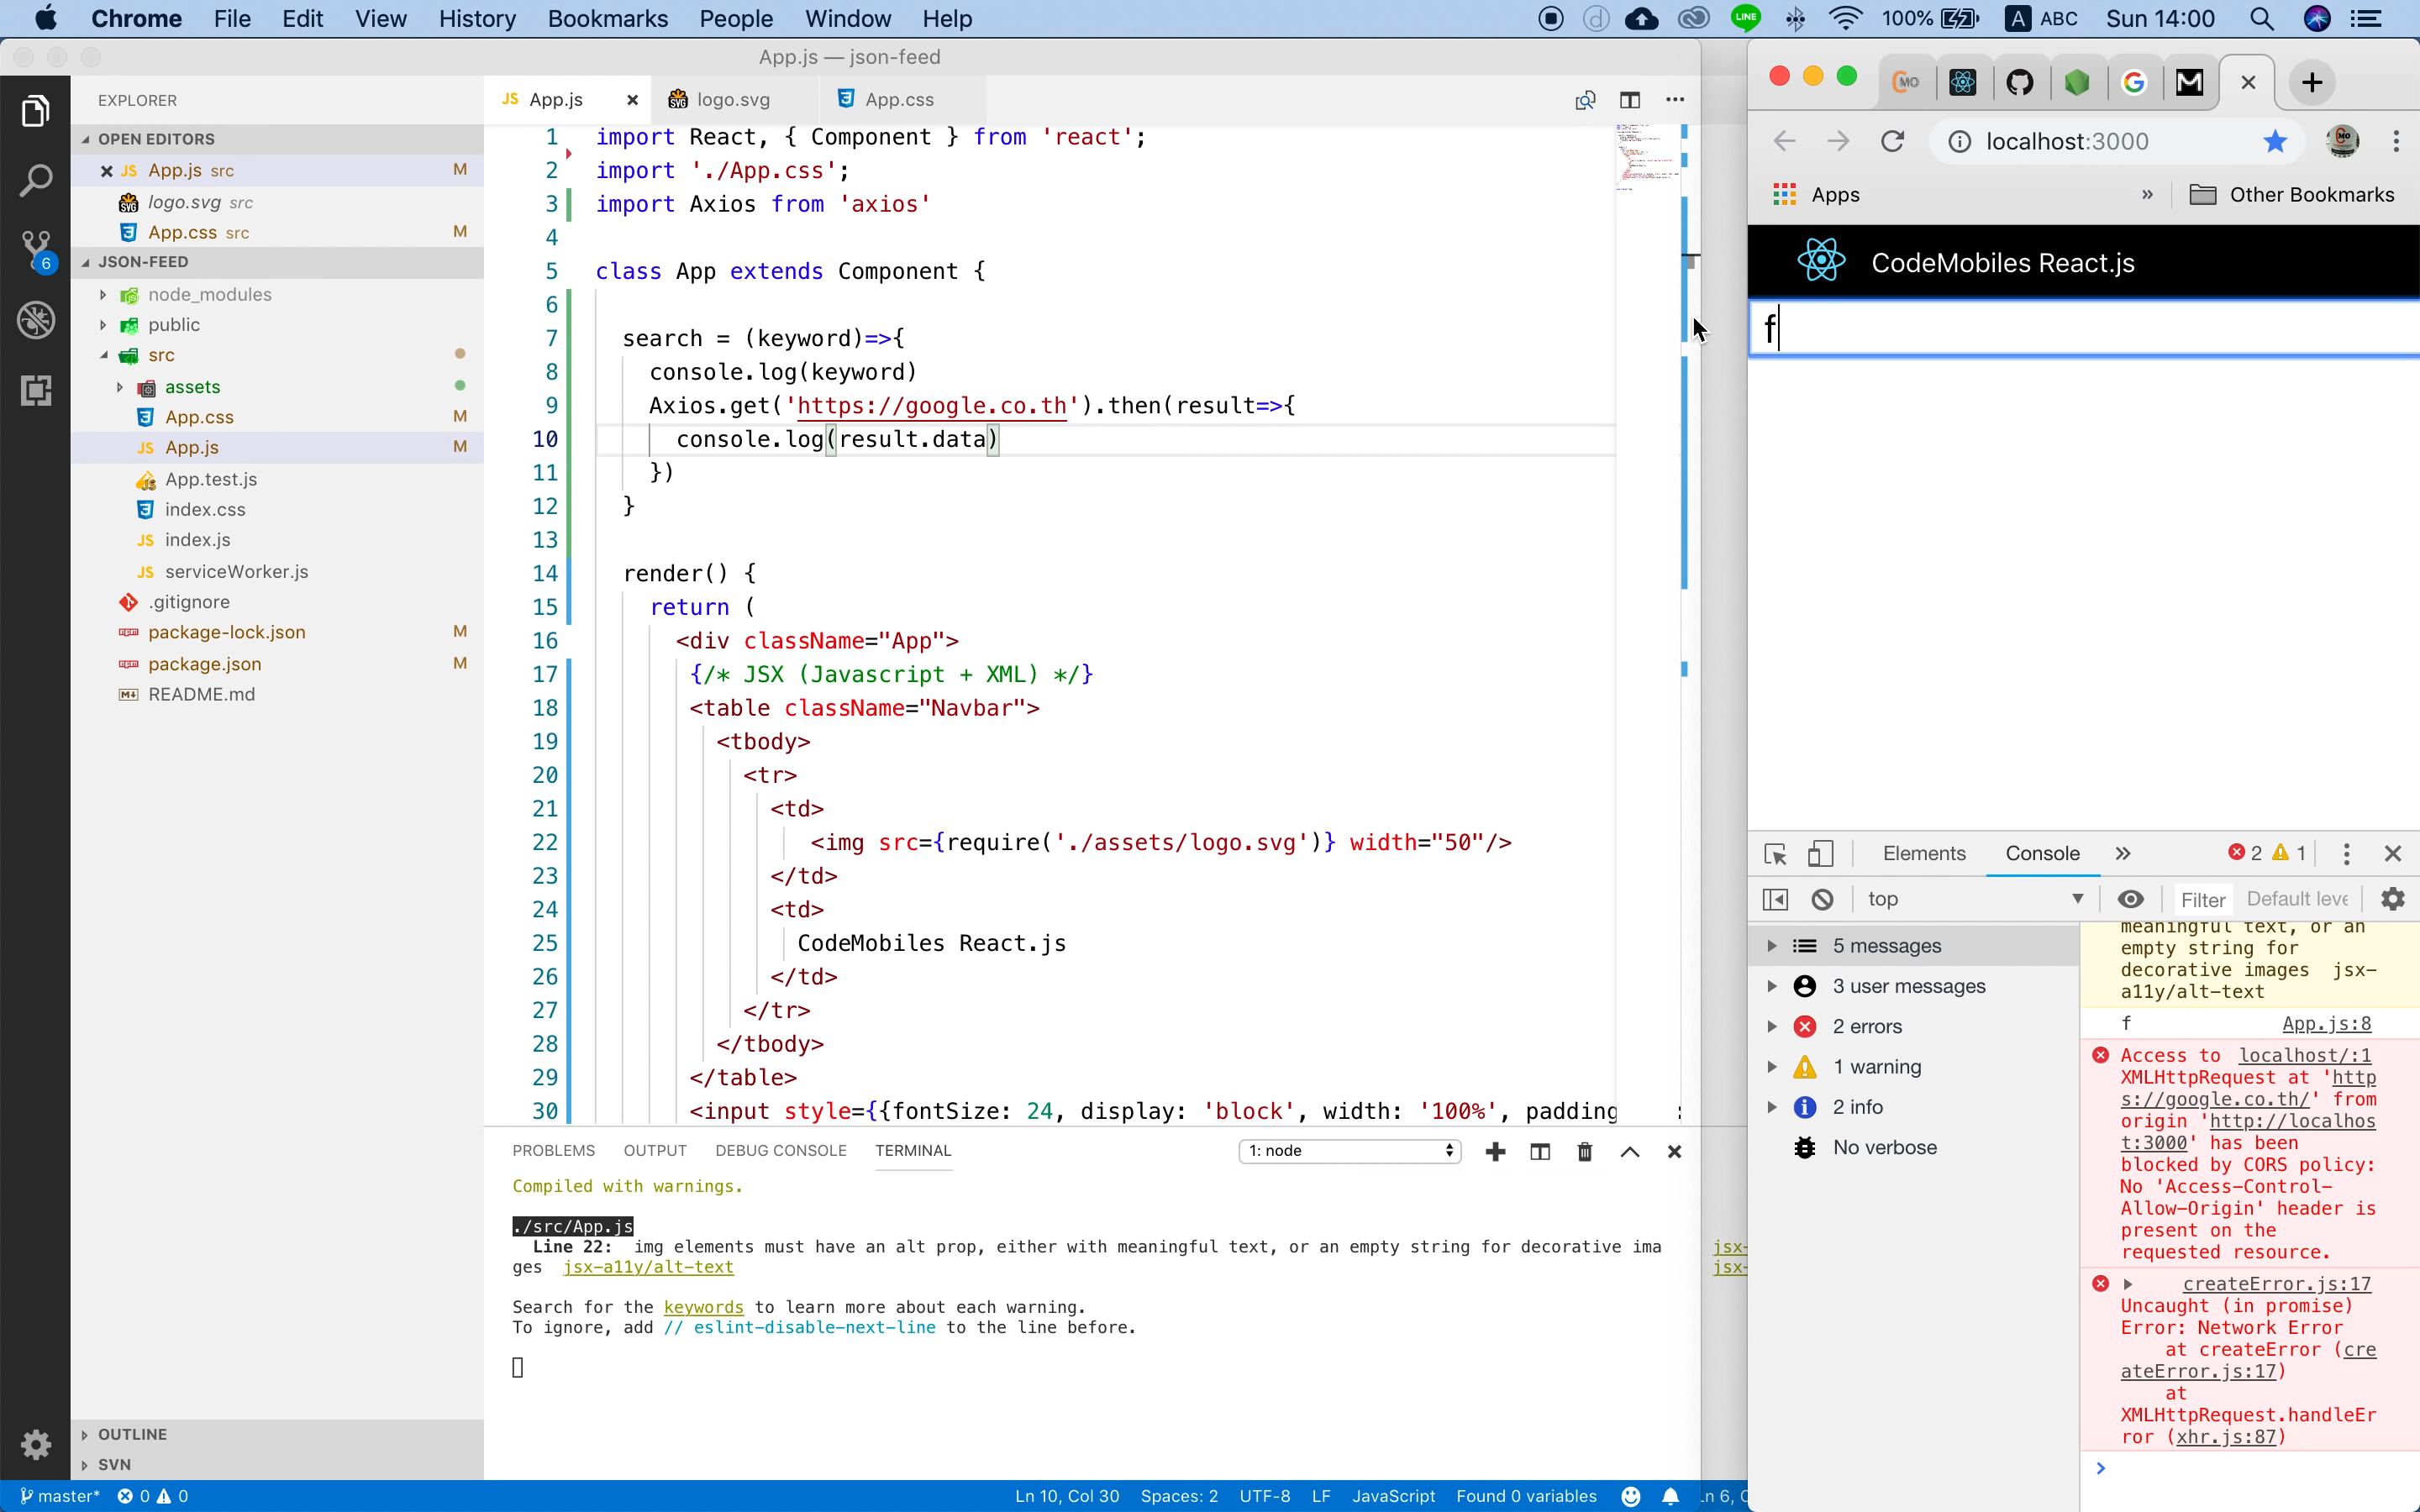 Chrome File Edit View History Bookmarks People Window Help
LINE 100% A ABC Sun 14:00
App.js — json-feed
EXPLORER
OPEN EDITORS
JS App.js src M
SVG logo.svg src
App.css src M
6
JSON-FEED
node_modules
public
src
assets
App.css M
JS App.js M
App.test.js
index.css
JS index.js
JS serviceWorker.js
.gitignore
package-lock.json M
package.json M
README.md
OUTLINE
SVN
JS App.js
logo.svg
App.css
1 import React, { Component } from 'react';
2 import './App.css';
3 import Axios from 'axios'
4
5 class App extends Component {
6
7 search = (keyword)=>{
8 console.log(keyword)
9 Axios.get('https://google.co.th').then(result=>{
10 console.log(result.data)
11 })
12 }
13
14 render() {
15 return (
16 <div className="App">
17 {/* JSX (Javascript + XML) */}
18 <table className="Navbar">
19 <tbody>
20 <tr>
21 <td>
22 <img src={require('./assets/logo.svg')} width="50"/>
23 </td>
24 <td>
25 CodeMobiles React.js
26 </td>
27 </tr>
28 </tbody>
29 </table>
30 <input style={{fontSize: 24, display: 'block', width: '100%', padding
PROBLEMS OUTPUT DEBUG CONSOLE TERMINAL 1: node
Compiled with warnings.
./src/App.js
Line 22: img elements must have an alt prop, either with meaningful text, or an empty string for decorative ima
ges jsx-a11y/alt-text
jsx-
jsx-
Search for the keywords to learn more about each warning.
To ignore, add // eslint-disable-next-line to the line before.
master* 0 0 Ln 10, Col 30 Spaces: 2 UTF-8 LF JavaScript Found 0 variables
localhost:3000
Apps » Other Bookmarks
CodeMobiles React.js
f
Elements Console » 2 1
top Filter Default leve
5 messages
3 user messages
2 errors
1 warning
2 info
No verbose
meaningful text, or an
empty string for
decorative images jsx-
a11y/alt-text
f App.js:8
Access to localhost/:1
XMLHttpRequest at 'http
s://google.co.th/' from
origin 'http://localhos
t:3000' has been
blocked by CORS policy:
No 'Access-Control-
Allow-Origin' header is
present on the
requested resource.
createError.js:17
Uncaught (in promise)
Error: Network Error
at createError (cre
ateError.js:17)
at
XMLHttpRequest.handleEr
ror (xhr.js:87)